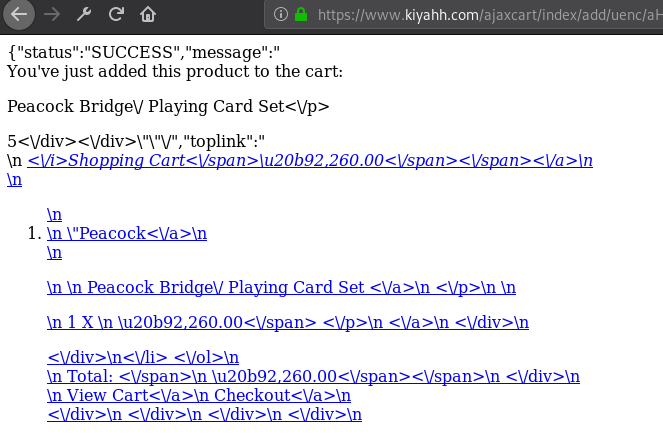 https://www.kiyahh.com/ajaxcart/index/add/uenc/aH
{"status":"SUCCESS","message":"
You've just added this product to the cart:
Peacock Bridge\/ Playing Card Set<\/p>
5<\/div><\/div>\"\"\/","toplink":"
\n <\/i>Shopping Cart<\/span>\u20b92,260.00<\/span><\/span><\/a>\n
\n
\n
1. \n \"Peacock<\/a>\n
\n
\n \n Peacock Bridge\/ Playing Card Set <\/a>\n <\/p>\n \n
\n 1 X \n \u20b92,260.00<\/span> <\/p>\n <\/a>\n <\/div>\n
<\/div>\n<\/li> <\/ol>\n
\n Total: <\/span>\n \u20b92,260.00<\/span><\/span>\n <\/div>\n
\n View Cart<\/a>\n Checkout<\/a>\n
<\/div>\n <\/div>\n <\/div>\n <\/div>\n